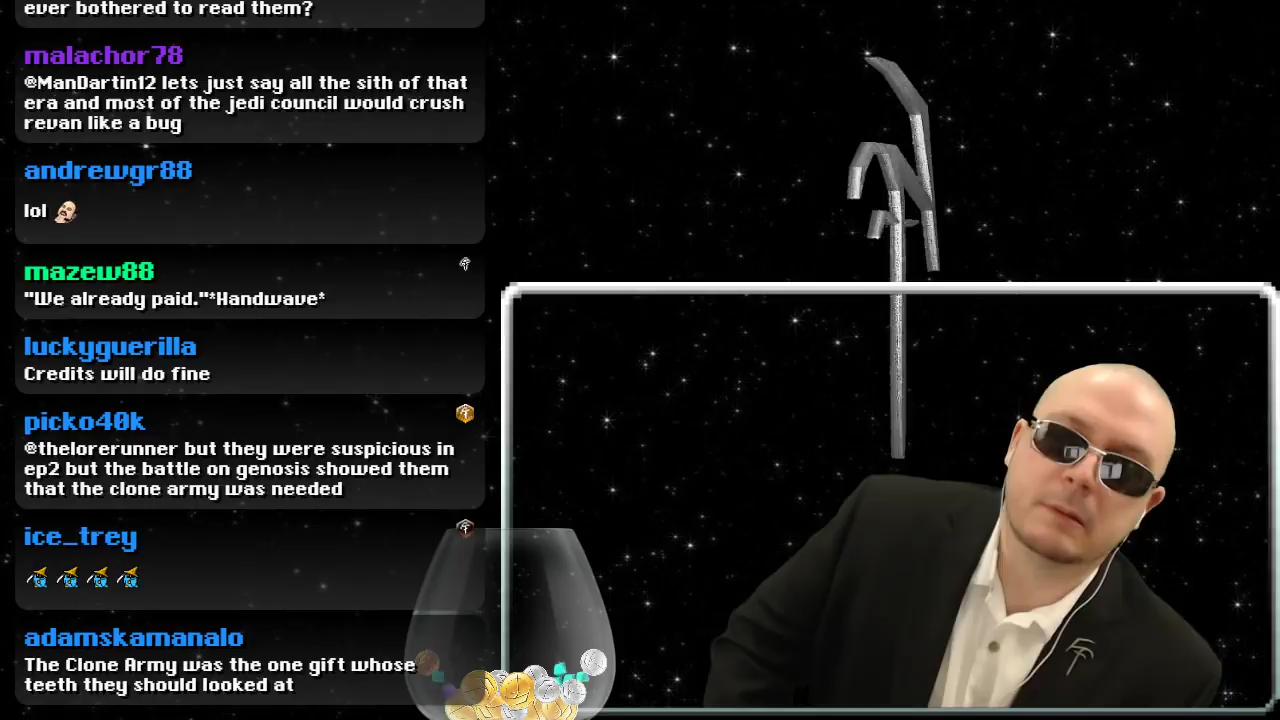 ever bothered to read them?
malachor78
@ManDartin12 lets just say all the sith of that
era and most of the jedi council would crush
revan like a bug
andrewgr88
lol
mazew88
"We already paid."*Handwave*
luckyguerilla
Credits will do fine
picko40k
@thelorerunner but they were suspicious in
ep2 but the battle on genosis showed them
that the clone army was needed
ice_trey
adamskamanalo
The Clone Army was the one gift whose
teeth they should looked at